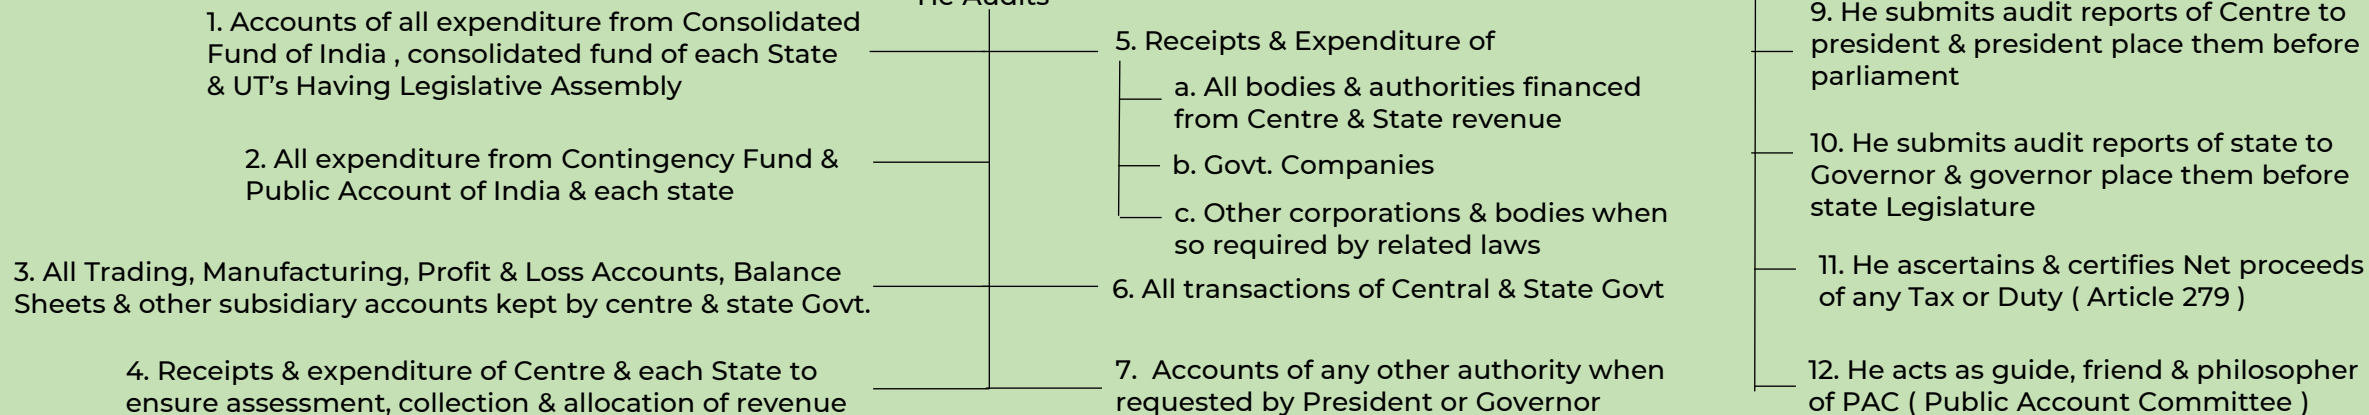 He Audits
1. Accounts of all expenditure from Consolidated
Fund of India , consolidated fund of each State
& UT's Having Legislative Assembly
2. All expenditure from Contingency Fund &
Public Account of India & each state
3. All Trading, Manufacturing, Profit & Loss Accounts, Balance
Sheets & other subsidiary accounts kept by centre & state Govt.
4. Receipts & expenditure of Centre & each State to
ensure assessment, collection & allocation of revenue
5. Receipts & Expenditure of
a. All bodies & authorities financed
from Centre & State revenue
b. Govt. Companies
c. Other corporations & bodies when
so required by related laws
6. All transactions of Central & State Govt
7. Accounts of any other authority when
requested by President or Governor
9. He submits audit reports of Centre to
president & president place them before
parliament
10. He submits audit reports of state to
Governor & governor place them before
state Legislature
11. He ascertains & certifies Net proceeds
of any Tax or Duty ( Article 279 )
12. He acts as guide, friend & philosopher
of PAC ( Public Account Committee )